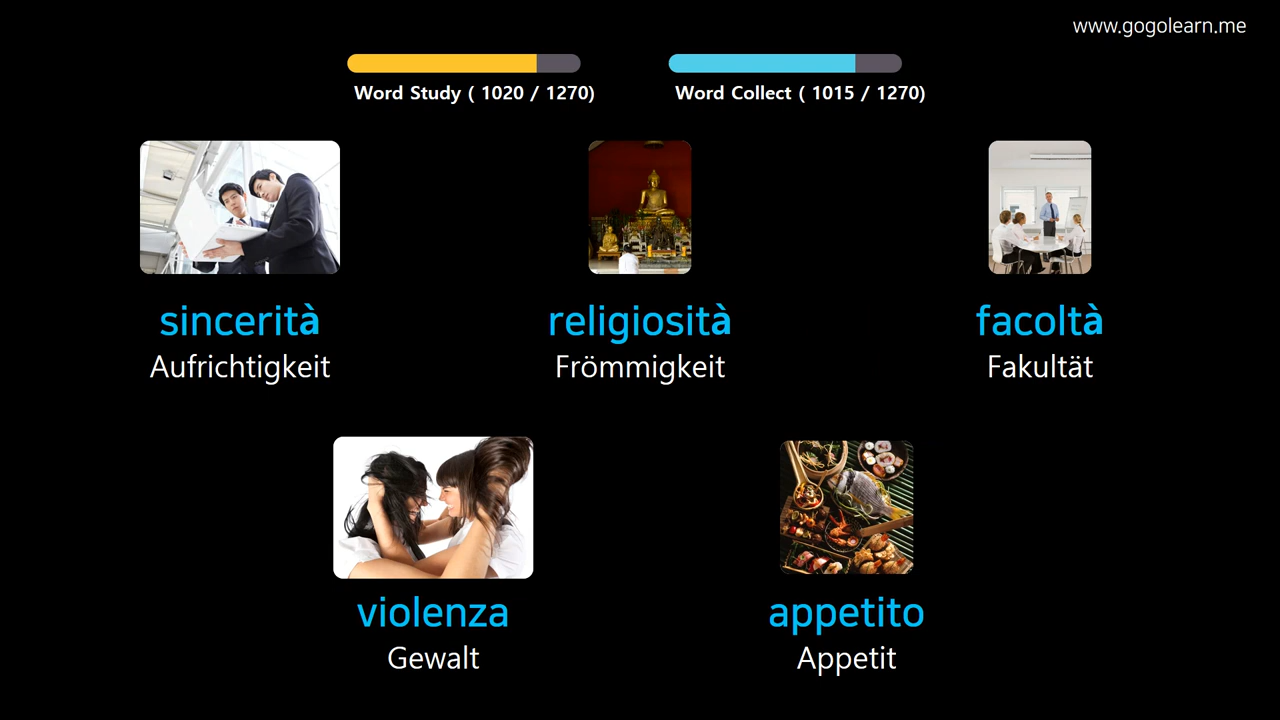 www.gogolearn.me
Word Study ( 1020 / 1270)
Word Collect ( 1015 / 1270)
sincerità
religiosità
facoltà
Aufrichtigkeit
Frömmigkeit
Fakultät
violenza
appetito
Gewalt
Appetit